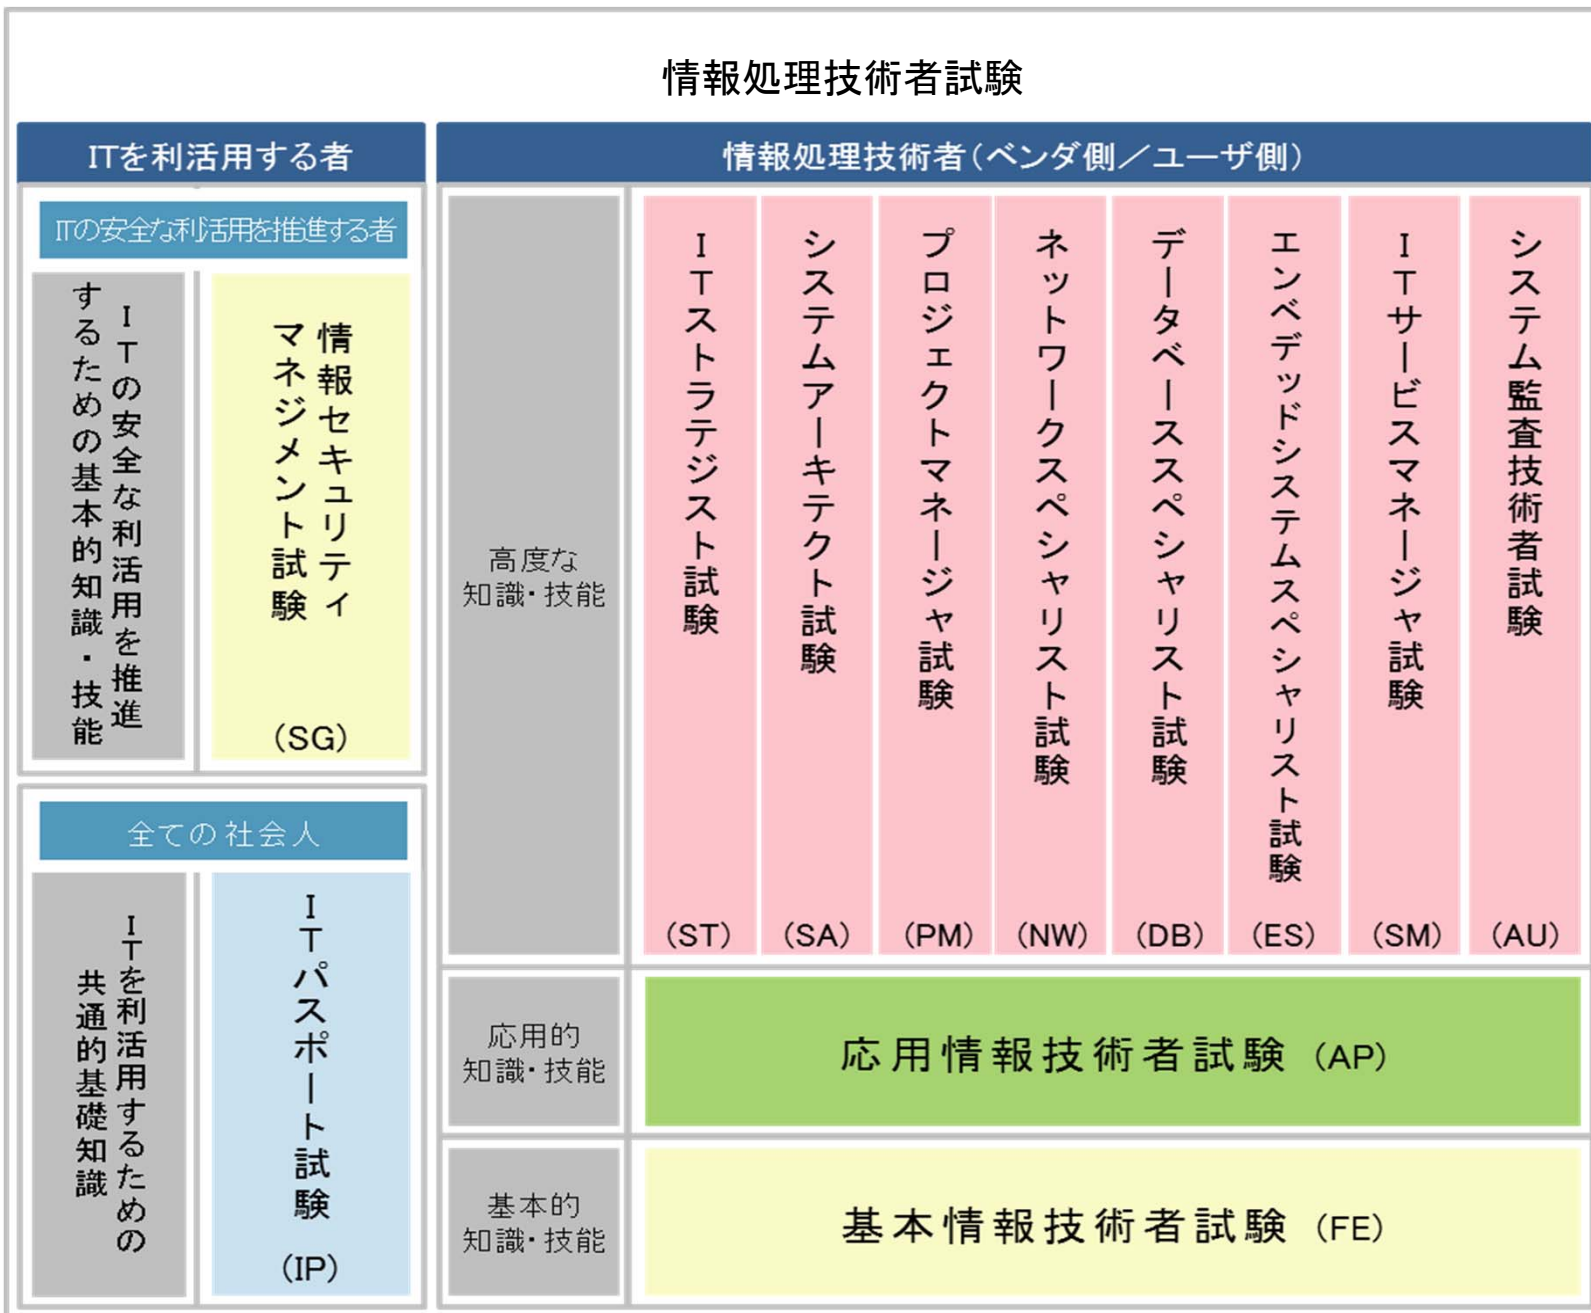 情報処理技術者試験
ITを利活用する者
ITの安全な利活用を推進する者
ITの安全な利活用を推進
するための基本的知識・技能
情報セキュリティ
マネジメント試験
(SG)
全ての社会人
ITを利活用するための
共通的基礎知識
ITパスポート試験
(IP)
情報処理技術者(ベンダ側/ユーザ側)
高度な
知識・技能
ITストラテジスト試験
(ST)
システムアーキテクト試験
(SA)
プロジェクトマネージャ試験
(PM)
ネットワークスペシャリスト試験
(NW)
データベーススペシャリスト試験
(DB)
エンベデッドシステムスペシャリスト試験
(ES)
ITサービスマネージャ試験
(SM)
システム監査技術者試験
(AU)
応用的
知識・技能
応用情報技術者試験 (AP)
基本的
知識・技能
基本情報技術者試験 (FE)